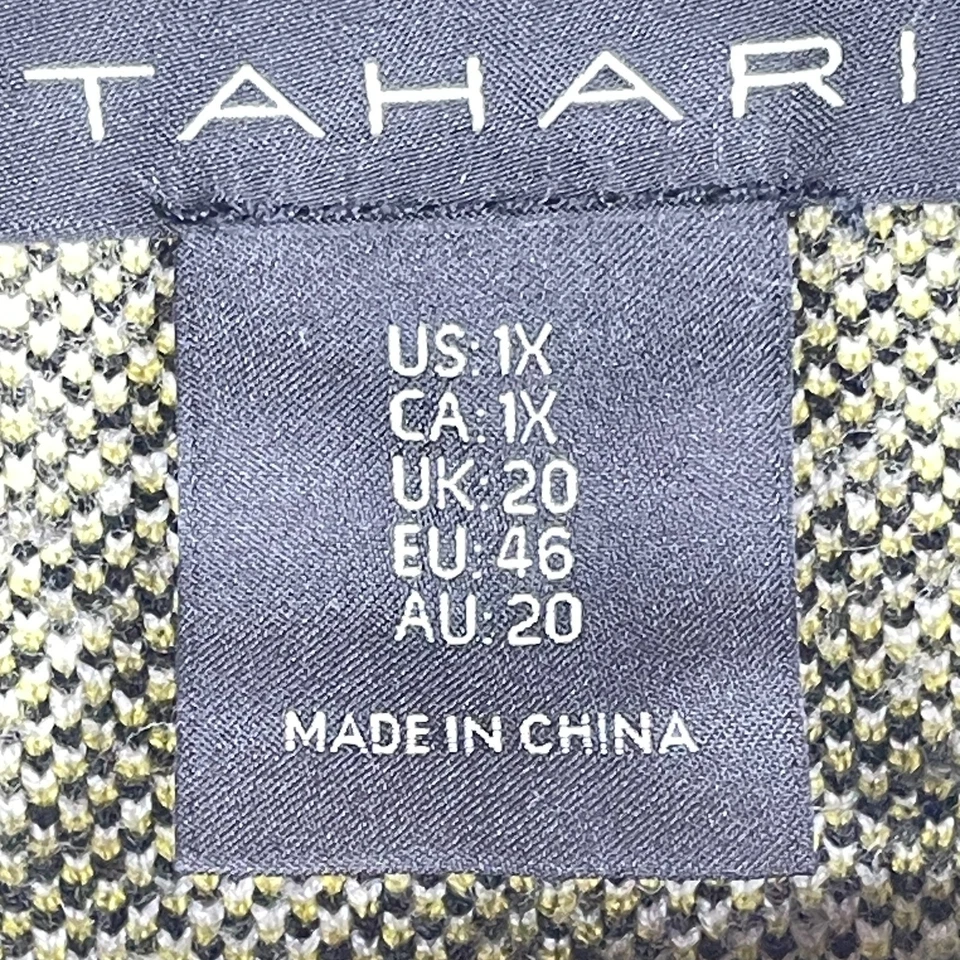 TAHARI
US: 1X
CA: 1X
UK: 20
EU: 46
AU: 20
MADE IN CHINA